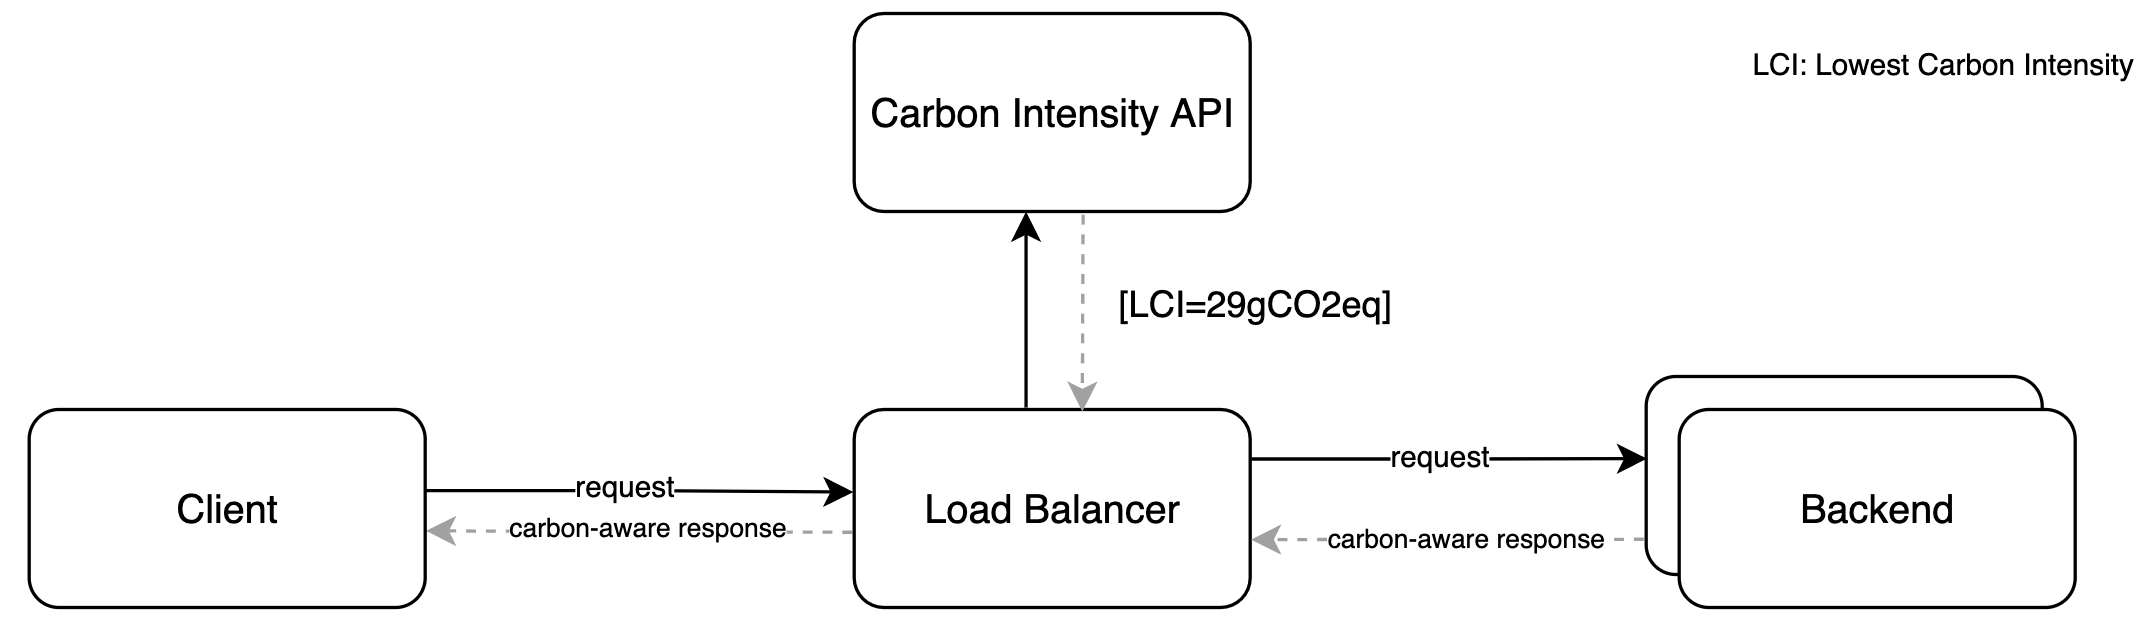 Carbon Intensity API
LCI: Lowest Carbon Intensity
[LCI=29gCO2eq]
Client
request
carbon-aware response
Load Balancer
request
carbon-aware response
Backend